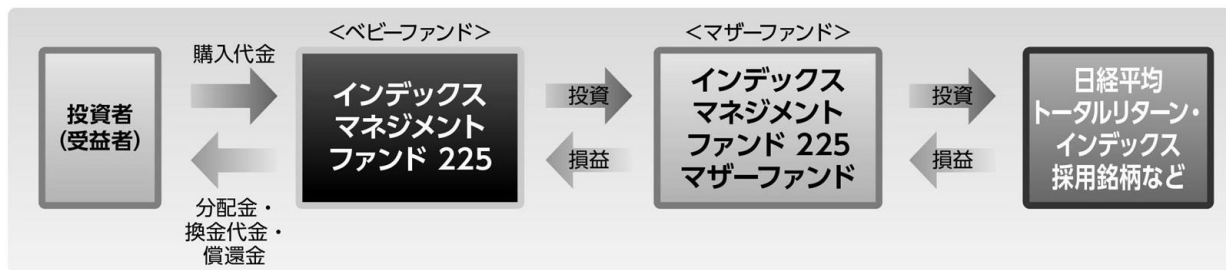 購入代金
投資者
(受益者)
分配金・
換金代金・
償還金
＜ベビーファンド＞
インデックス
マネジメント
ファンド 225
投資
損益
＜マザーファンド＞
インデックス
マネジメント
ファンド 225
マザーファンド
投資
損益
日経平均
トータルリターン・
インデックス
採用銘柄など